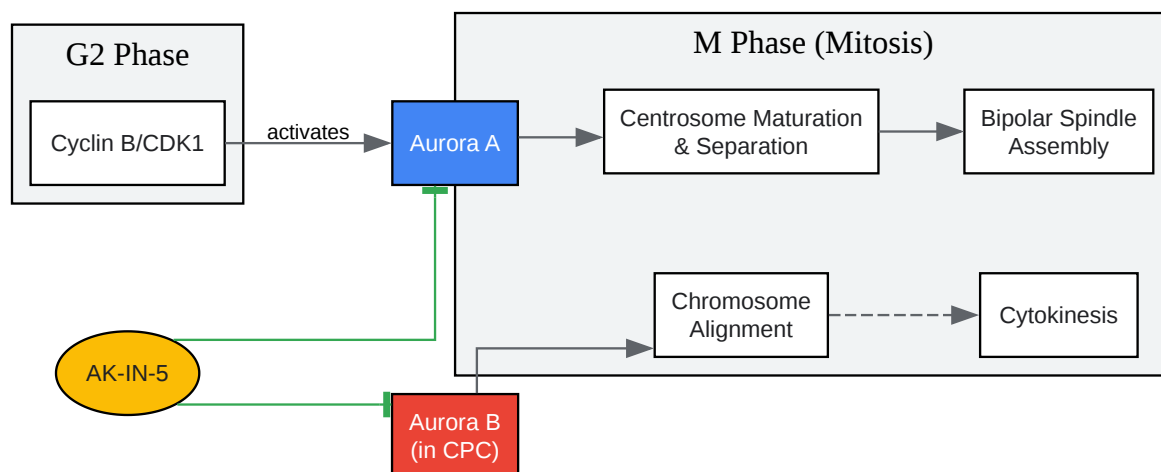 G2 Phase
M Phase (Mitosis)
Cyclin B/CDK1
activates
Aurora A
Centrosome Maturation
& Separation
Bipolar Spindle
Assembly
Chromosome
Alignment
Cytokinesis
AK-IN-5
Aurora B
(in CPC)